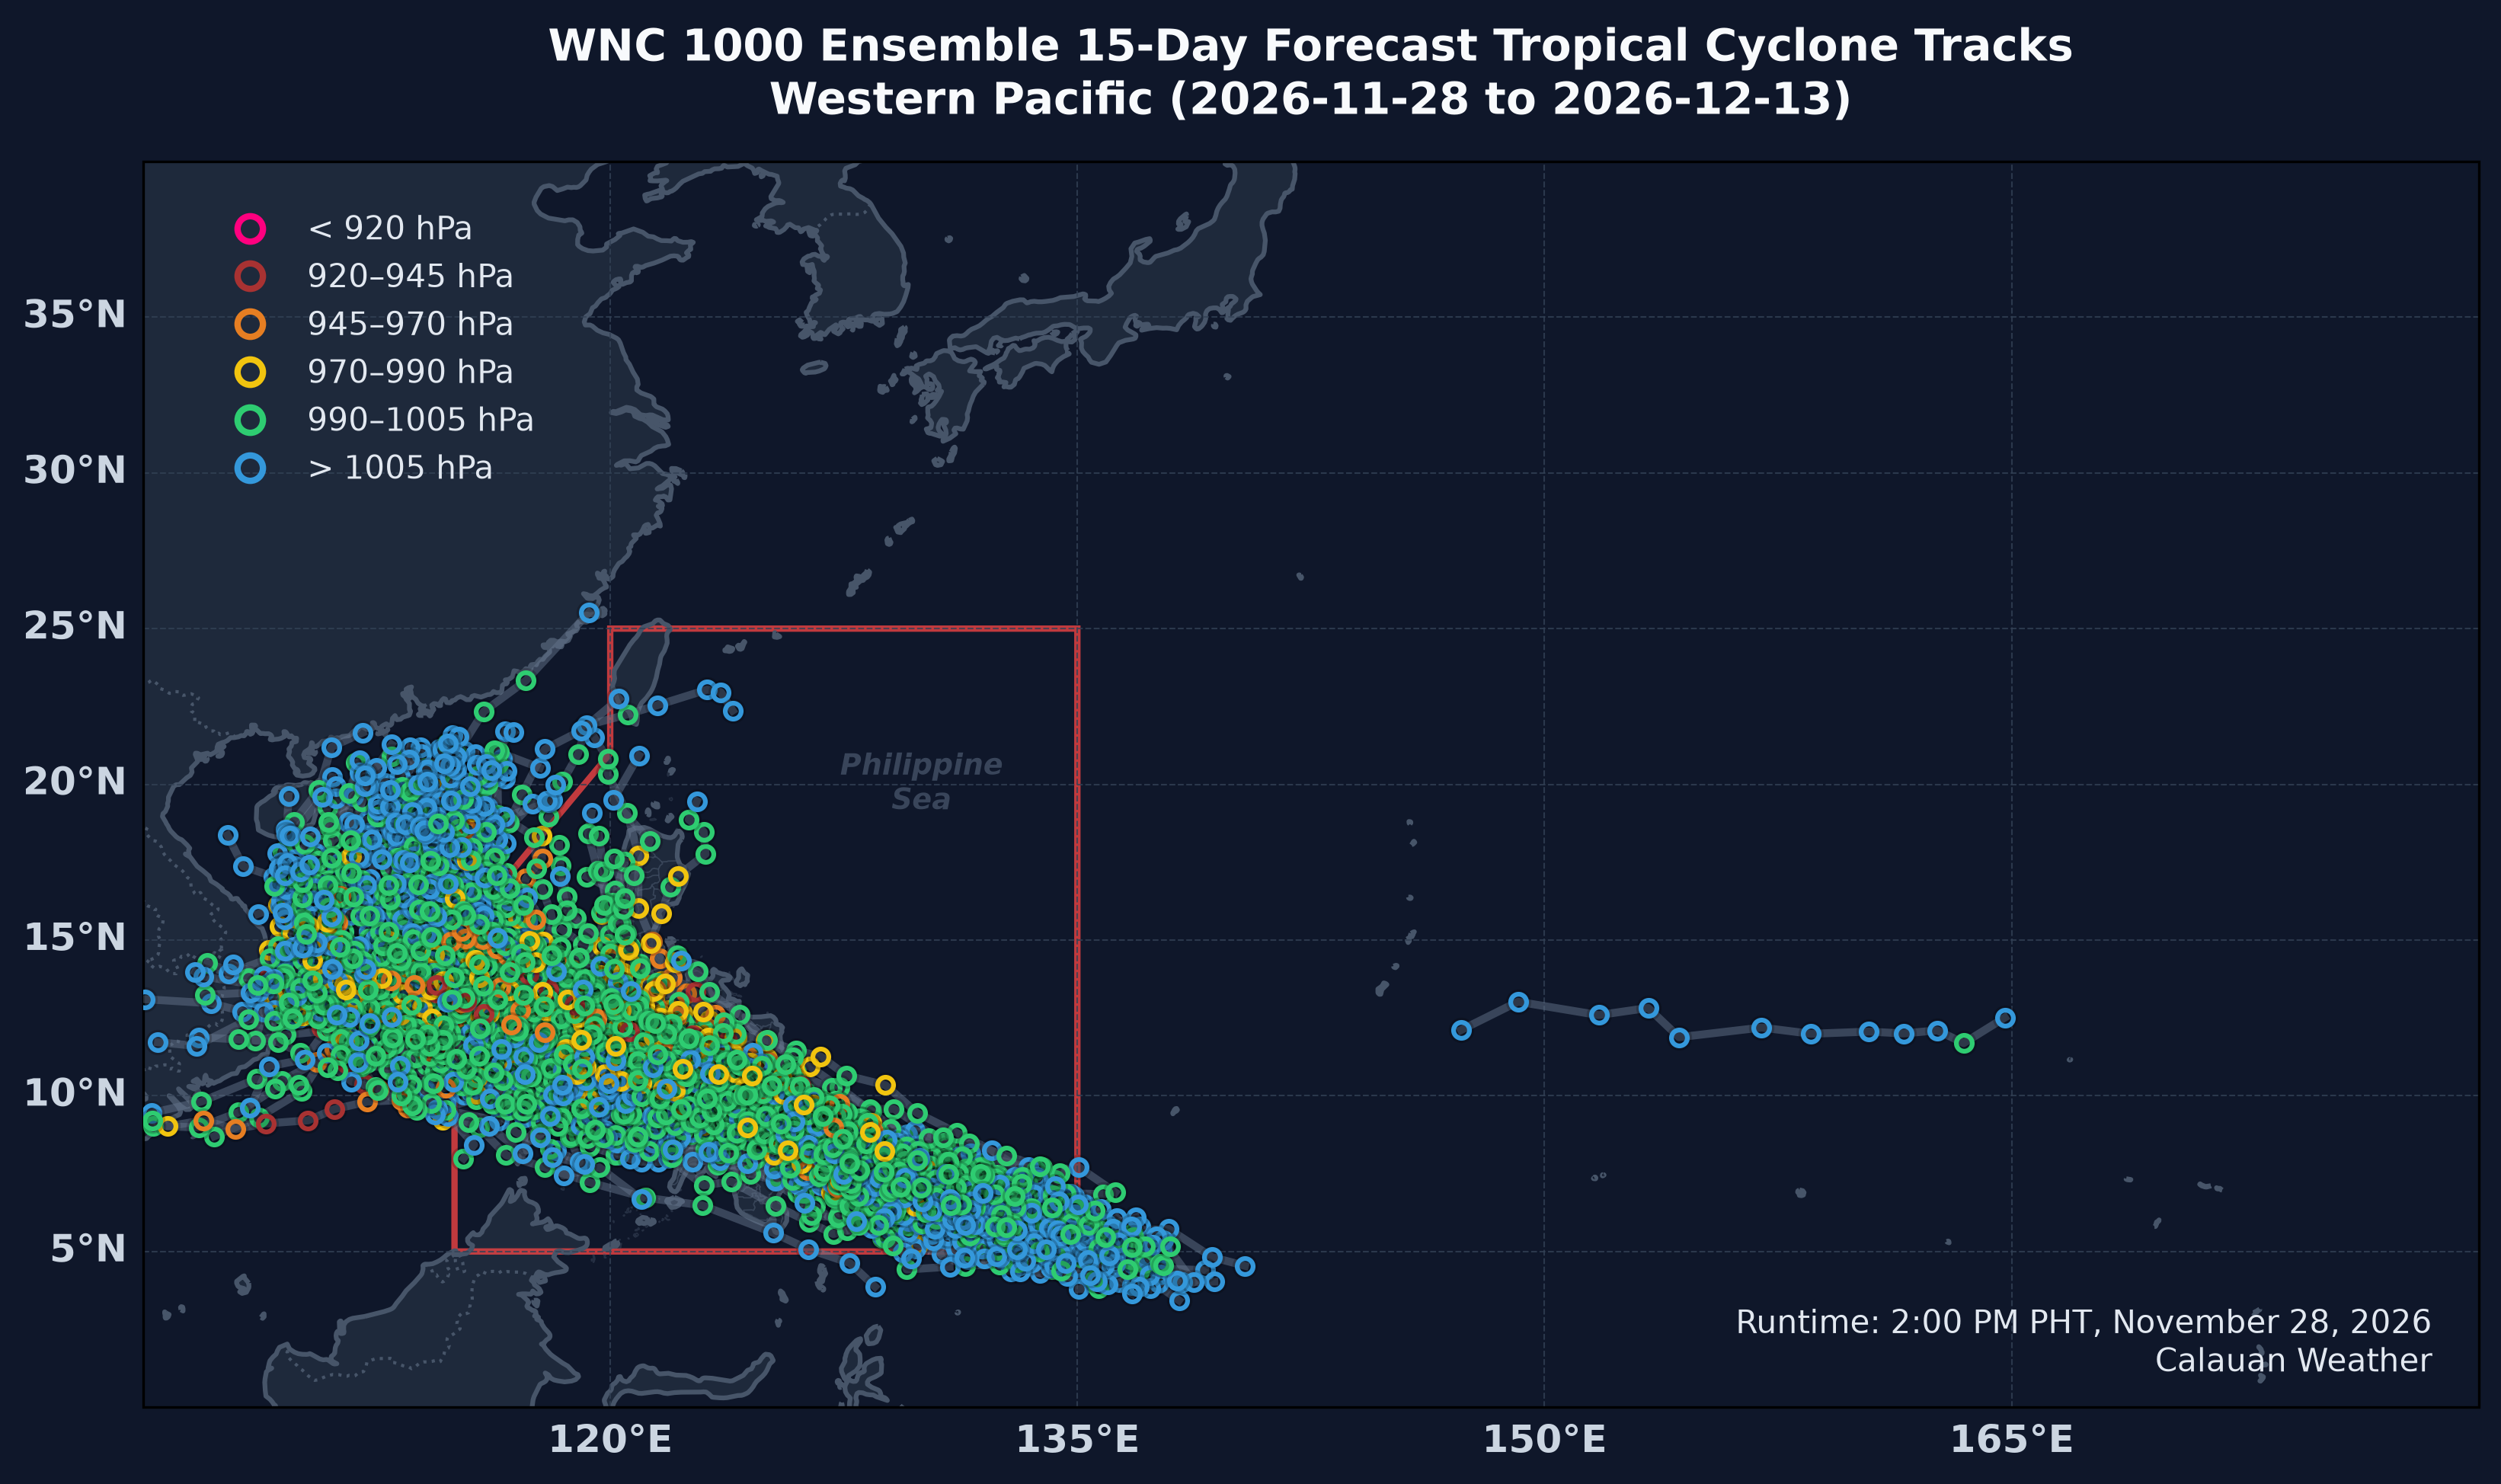 WNC 1000 Ensemble 15-Day Forecast Tropical Cyclone Tracks
Western Pacific (2026-11-28 to 2026-12-13)
< 920 hPa
920–945 hPa
945–970 hPa
970–990 hPa
990–1005 hPa
> 1005 hPa
35°N
30°N
25°N
20°N
15°N
10°N
5°N
Philippine
Sea
Runtime: 2:00 PM PHT, November 28, 2026
Calauan Weather
120°E
135°E
150°E
165°E